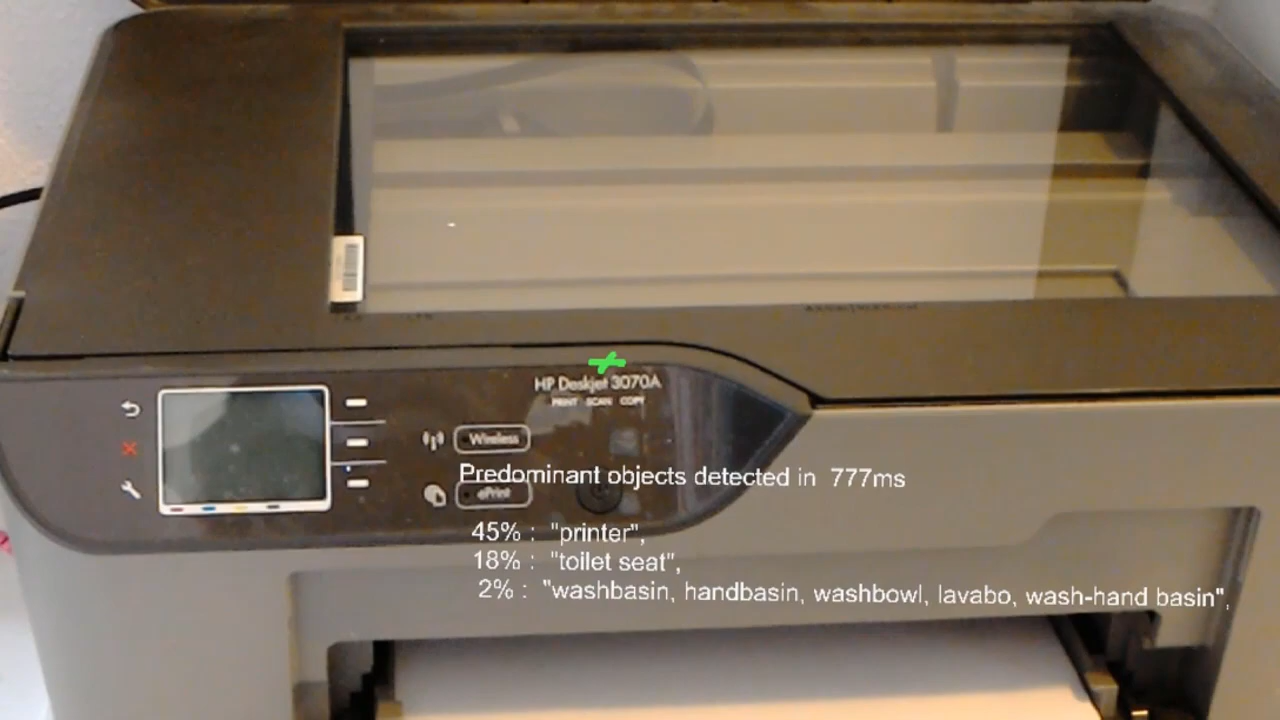 HP Deskjet 3070A
PRINT SCAN COPY
Wireless
Predominant objects detected in 777ms
ePrint
45% : "printer",
18% : "toilet seat",
2% : "washbasin, handbasin, washbowl, lavabo, wash-hand basin",